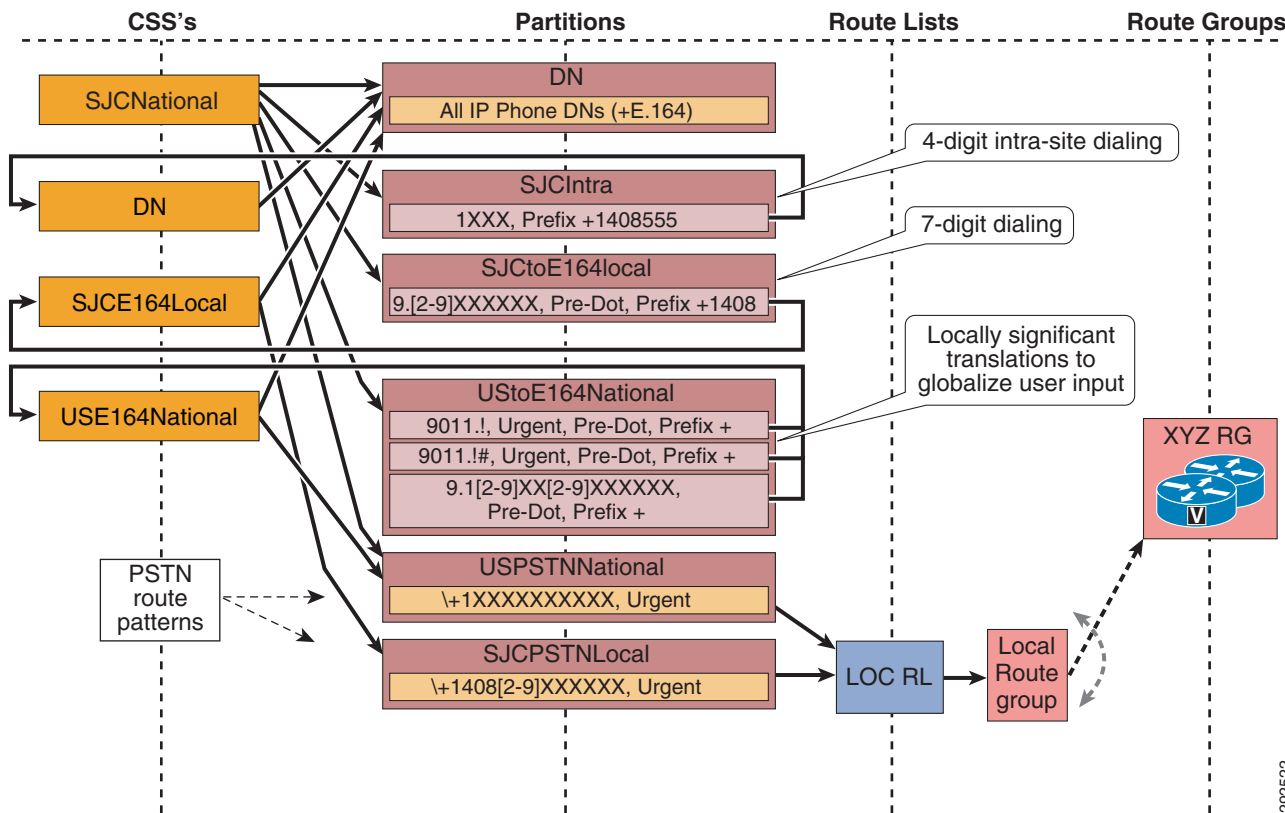 CSS's
Partitions
Route Lists
Route Groups
SJCNational
DN
All IP Phone DNs (+E.164)
4-digit intra-site dialing
DN
SJCIntra
1XXX, Prefix +1408555
7-digit dialing
SJCE164Local
SJCtoE164local
9.[2-9]XXXXXX, Pre-Dot, Prefix +1408
Locally significant
translations to
globalize user input
USE164National
UStoE164National
9011.!, Urgent, Pre-Dot, Prefix +
9011.!#, Urgent, Pre-Dot, Prefix +
9.1[2-9]XX[2-9]XXXXXX,
Pre-Dot, Prefix +
XYZ RG
V
PSTN
route
patterns
USPSTNNational
\+1XXXXXXXXXX, Urgent
SJCPSTNLocal
\+1408[2-9]XXXXXX, Urgent
LOC RL
Local
Route
group